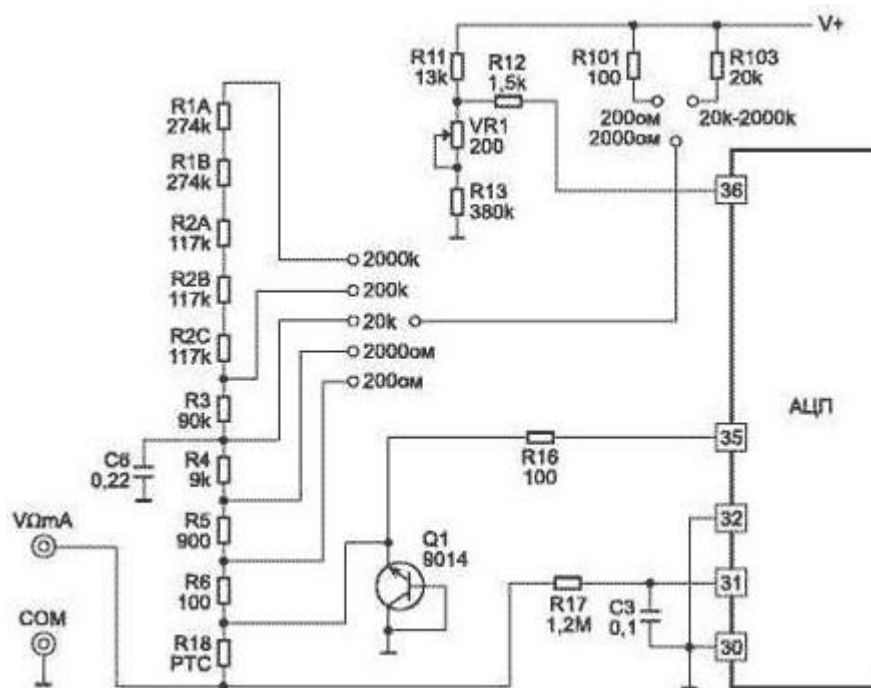 V+
R11
13k
R12
1,5k
R101
100
R103
20k
200ом
2000ом
20k-2000k
VR1
200
R13
380k
36
R1A
274k
R1B
274k
R2A
117k
R2B
117k
R2C
117k
2000k
200k
20k
2000ом
200ом
R3
90k
АЦП
C6
0,22
R4
9k
R16
100
35
VΩmA
R5
900
Q1
9014
32
R6
100
R17
1,2M
C3
0,1
31
COM
R18
PTC
30